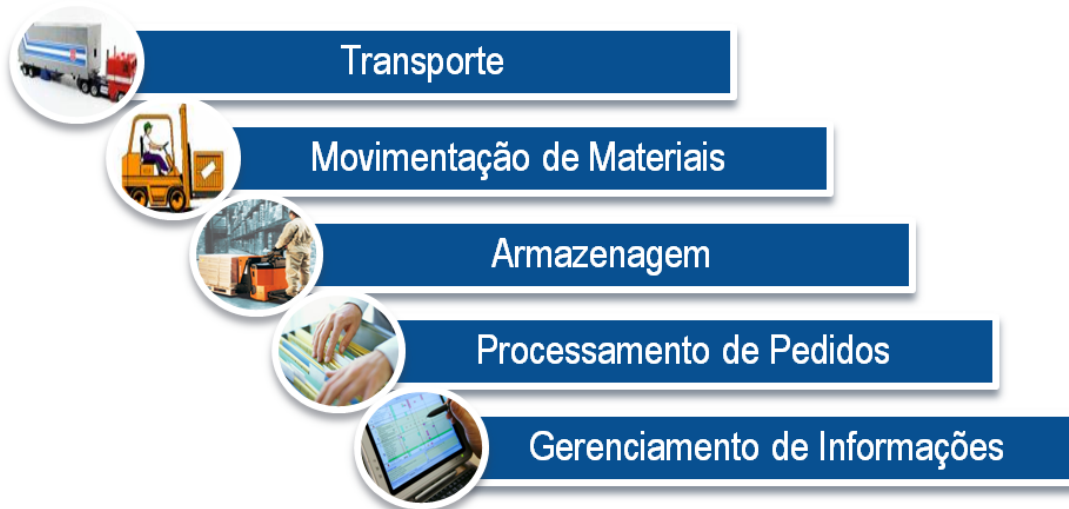 Transporte
Movimentação de Materiais
Armazenagem
Processamento de Pedidos
Gerenciamento de Informações